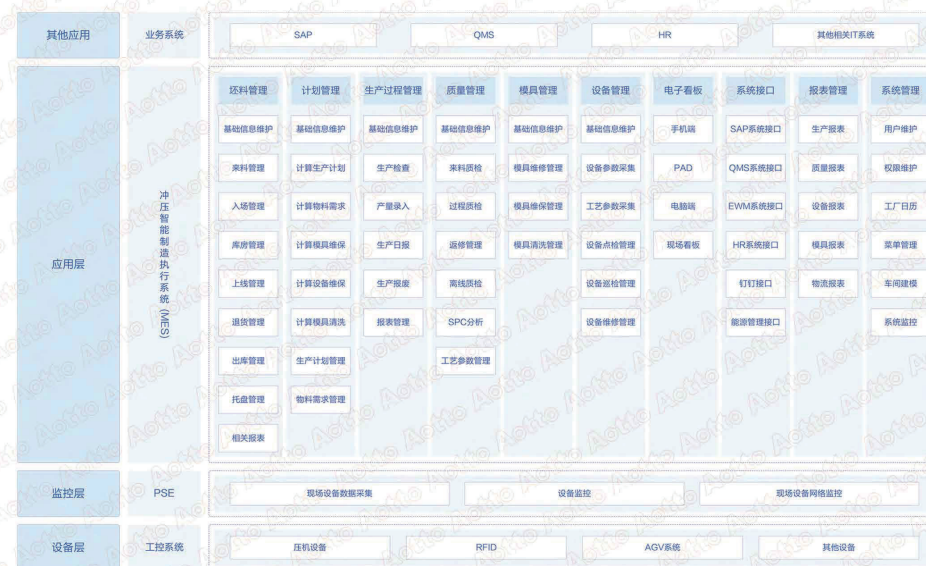 其他应用
业务系统
SAP
QMS
HR
其他相关IT系统
应用层
冲压智能制造执行系统 (MES)
坯料管理
基础信息维护
来料管理
入场管理
库房管理
上线管理
退货管理
出库管理
托盘管理
相关报表
计划管理
基础信息维护
计算生产计划
计算物料需求
计算模具维保
计算设备维保
计算模具清洗
生产计划管理
物料需求管理
生产过程管理
基础信息维护
生产检查
产量录入
生产日报
生产报废
报表管理
质量管理
基础信息维护
来料质检
过程质检
返修管理
离线质检
SPC分析
工艺参数管理
模具管理
基础信息维护
模具维修管理
模具维保管理
模具清洗管理
设备管理
基础信息维护
设备参数采集
工艺参数采集
设备点检管理
设备巡检管理
设备维修管理
电子看板
手机端
PAD
电脑端
现场看板
系统接口
SAP系统接口
QMS系统接口
EWM系统接口
HR系统接口
钉钉接口
能源管理接口
报表管理
生产报表
质量报表
设备报表
模具报表
物流报表
系统管理
用户维护
权限维护
工厂日历
菜单管理
车间建模
系统监控
监控层
PSE
现场设备数据采集
设备监控
现场设备网络监控
设备层
工控系统
压机设备
RFID
AGV系统
其他设备
Aotto